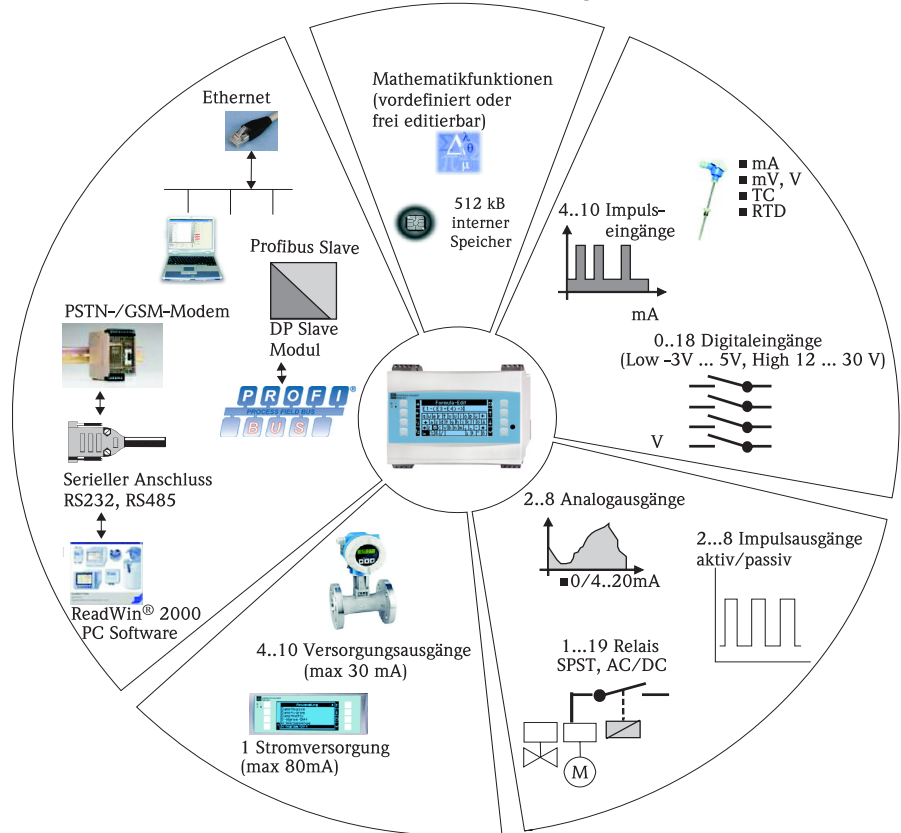 Mathematikfunktionen
(vordefiniert oder
frei editierbar)
512 kB
interner
Speicher
Ethernet
Profibus Slave
DP Slave
Modul
PROFI®
PROCESS FIELD BUS
BUS
PSTN-/GSM-Modem
Serieller Anschluss
RS232, RS485
ReadWin® 2000
PC Software
■ mA
■ mV, V
■ TC
■ RTD
4..10 Impuls-
eingänge
mA
0..18 Digitaleingänge
(Low -3V ... 5V, High 12 ... 30 V)
V
Formula-Edit
2...8 Analogausgänge
■0/4..20mA
2...8 Impulsausgänge
aktiv/passiv
1...19 Relais
SPST, AC/DC
M
4..10 Versorgungsausgänge
(max 30 mA)
1 Stromversorgung
(max 80mA)